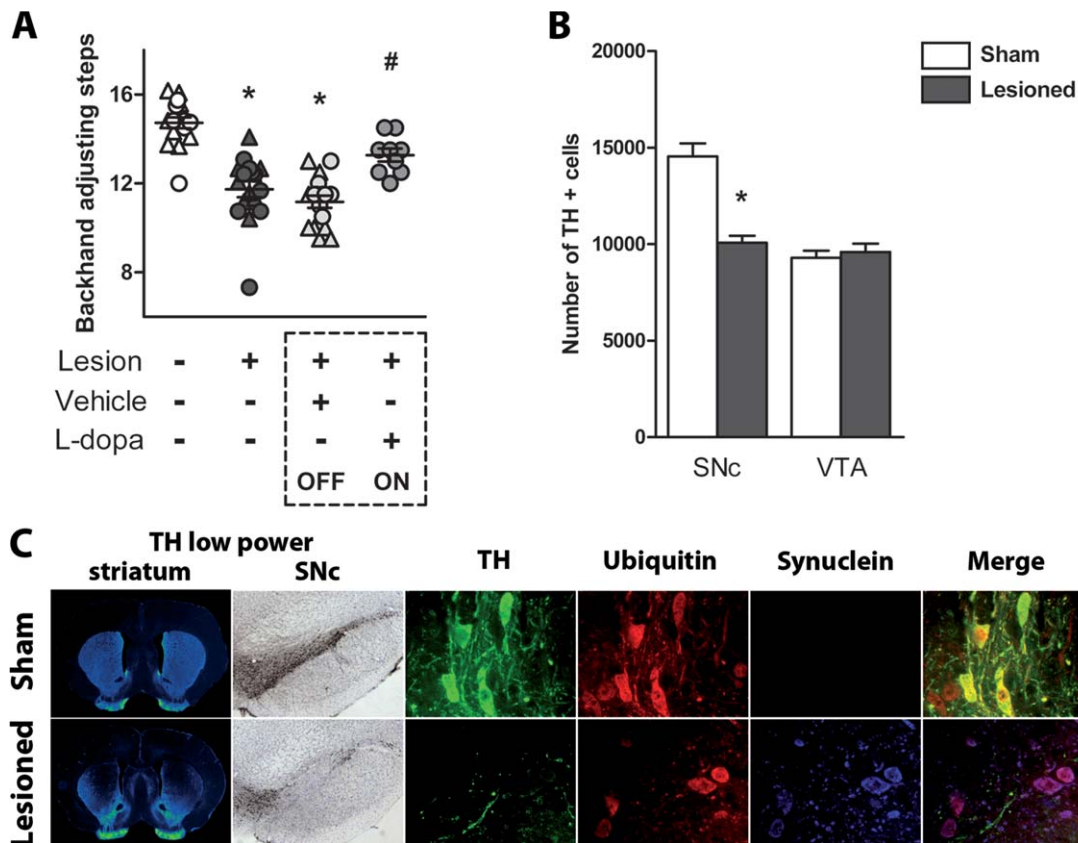 A
Backhand adjusting steps
16
12
8
*
*
#
Lesion - + + +
Vehicle - - + -
L-dopa - - - +
OFF ON
B
Number of TH + cells
20000
15000
10000
5000
0
*
SNc VTA
Sham
Lesioned
C
TH low power
striatum SNc TH Ubiquitin Synuclein Merge
Sham
Lesioned